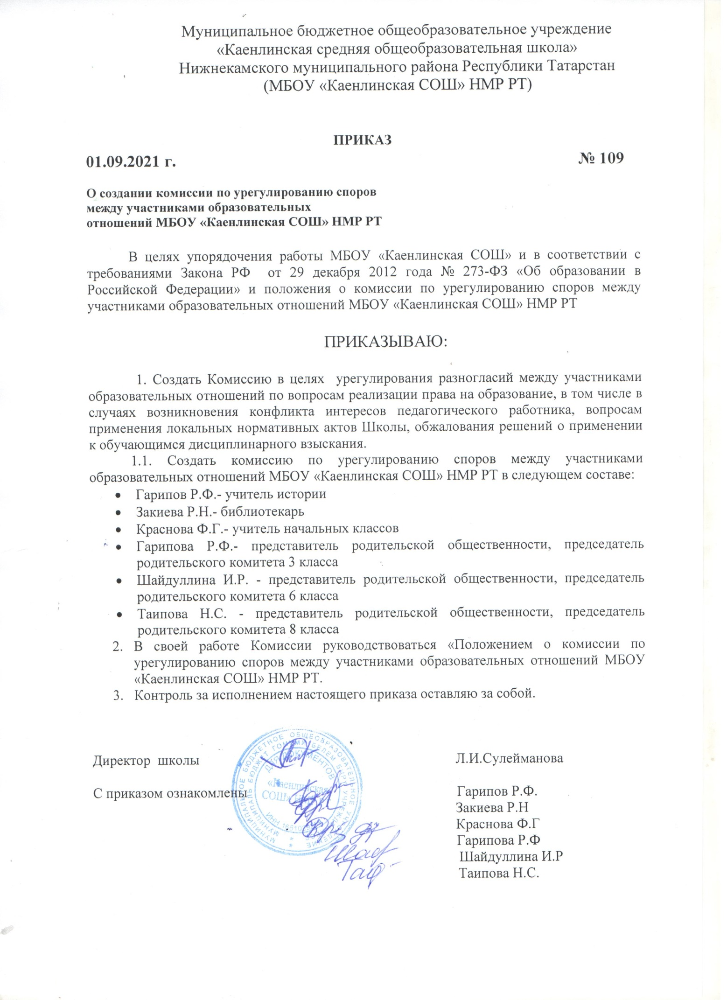 Муниципальное бюджетное общеобразовательное учреждение
«Каенлинская средняя общеобразовательная школа»
Нижнекамского муниципального района Республики Татарстан
(МБОУ «Каенлинская СОШ» НМР РТ)
ПРИКАЗ
01.09.2021 г. № 109
О создании комиссии по урегулированию споров
между участниками образовательных
отношений МБОУ «Каенлинская СОШ» НМР РТ
В целях упорядочения работы МБОУ «Каенлинская СОШ» и в соответствии с
требованиями Закона РФ от 29 декабря 2012 года № 273-ФЗ «Об образовании в
Российской Федерации» и положения о комиссии по урегулированию споров между
участниками образовательных отношений МБОУ «Каенлинская СОШ» НМР РТ
ПРИКАЗЫВАЮ:
1. Создать Комиссию в целях урегулирования разногласий между участниками
образовательных отношений по вопросам реализации права на образование, в том числе в
случаях возникновения конфликта интересов педагогического работника, вопросам
применения локальных нормативных актов Школы, обжалования решений о применении
к обучающимся дисциплинарного взыскания.
1.1. Создать комиссию по урегулированию споров между участниками
образовательных отношений МБОУ «Каенлинская СОШ» НМР РТ в следующем составе:
• Гарипов Р.Ф.- учитель истории
• Закиева Р.Н.- библиотекарь
• Краснова Ф.Г.- учитель начальных классов
• Гарипова Р.Ф.- представитель родительской общественности, председатель
родительского комитета 3 класса
• Шайдуллина И.Р. - представитель родительской общественности, председатель
родительского комитета 6 класса
• Таипова Н.С. - представитель родительской общественности, председатель
родительского комитета 8 класса
2. В своей работе Комиссии руководствоваться «Положением о комиссии по
урегулированию споров между участниками образовательных отношений МБОУ
«Каенлинская СОШ» НМР РТ.
3. Контроль за исполнением настоящего приказа оставляю за собой.
Директор школы Л.И.Сулейманова
С приказом ознакомлены Гарипов Р.Ф.
Закиева Р.Н
Краснова Ф.Г
Гарипова Р.Ф
Шайдуллина И.Р
Таипова Н.С.
МУНИЦИПАЛЬНОЕ БЮДЖЕТНОЕ ОБЩЕОБРАЗОВАТЕЛЬНОЕ УЧРЕЖДЕНИЕ
ДЛЯ ДОКУМЕНТОВ
«Каенлинская
СОШ»
ИНН